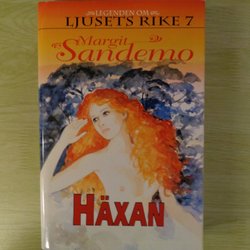 LEGENDEN OM
LJUSETS RIKE 7
Margit
Sandemo
HÄXAN